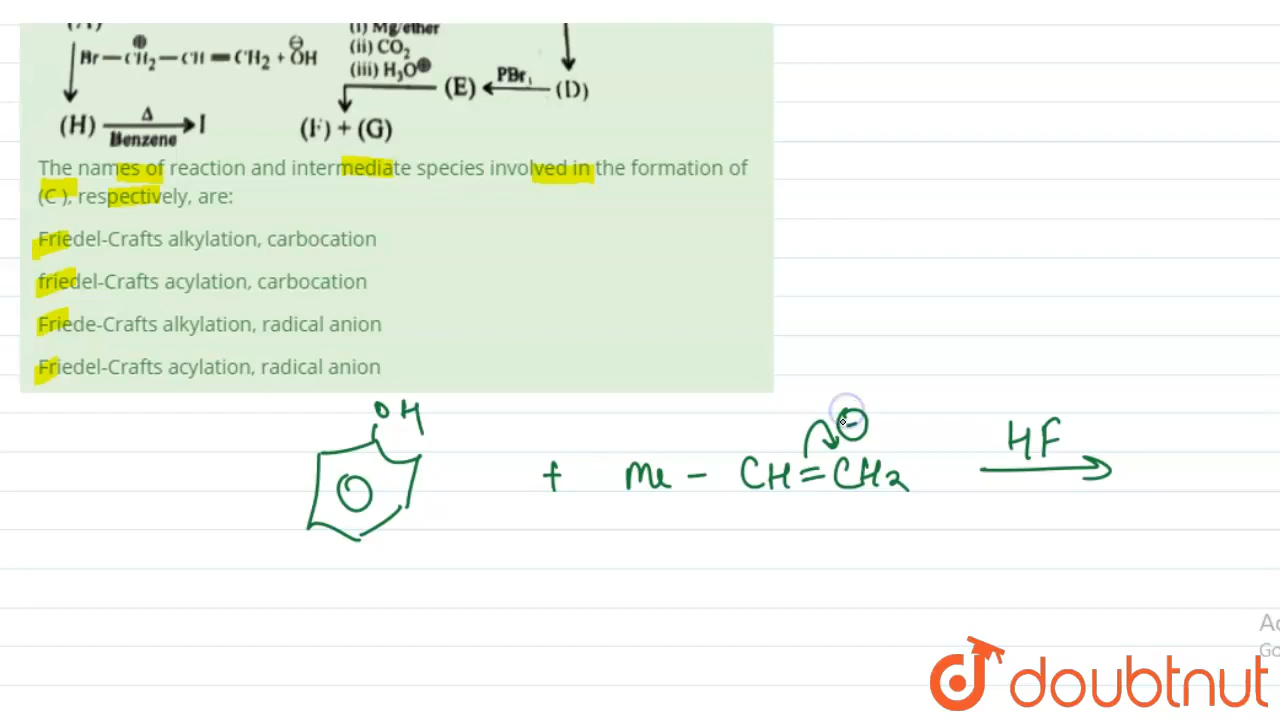 (i) Mg/ether
Br—CH₂—CH=CH₂ + OH
⊕
⊖
(ii) CO₂
(iii) H₃O⊕
(E)
PBr₃
(D)
(H)
Δ
Benzene
I
(F) + (G)
The names of reaction and intermediate species involved in the formation of
(C ), respectively, are:
Friedel-Crafts alkylation, carbocation
friedel-Crafts acylation, carbocation
Friede-Crafts alkylation, radical anion
Friedel-Crafts acylation, radical anion
OH
+ Me - CH=CH₂ HF
⊖
Go
doubtnut